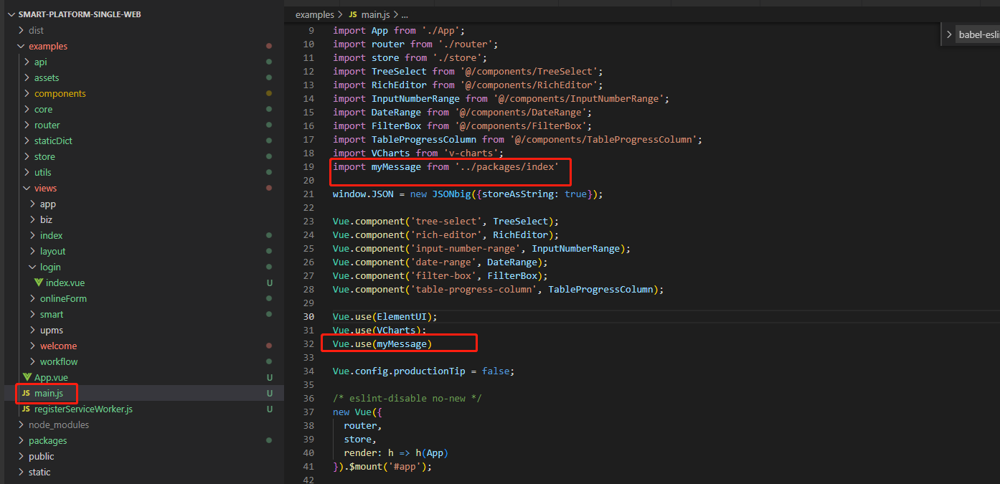 SMART-PLATFORM-SINGLE-WEB
dist
examples
api
assets
components
core
router
staticDict
store
utils
views
app
biz
index
layout
login
index.vue U
onlineForm
smart
upms
welcome
workflow
App.vue U
JS main.js U
JS registerServiceWorker.js U
node_modules
packages
public
static
examples > JS main.js > ...
9 import App from './App';
10 import router from './router';
11 import store from './store';
12 import TreeSelect from '@/components/TreeSelect';
13 import RichEditor from '@/components/RichEditor';
14 import InputNumberRange from '@/components/InputNumberRange';
15 import DateRange from '@/components/DateRange';
16 import FilterBox from '@/components/FilterBox';
17 import TableProgressColumn from '@/components/TableProgressColumn';
18 import VCharts from 'v-charts';
19 import myMessage from '../packages/index'
20
21 window.JSON = new JSONbig({storeAsString: true});
22
23 Vue.component('tree-select', TreeSelect);
24 Vue.component('rich-editor', RichEditor);
25 Vue.component('input-number-range', InputNumberRange);
26 Vue.component('date-range', DateRange);
27 Vue.component('filter-box', FilterBox);
28 Vue.component('table-progress-column', TableProgressColumn);
29
30 Vue.use(ElementUI);
31 Vue.use(VCharts);
32 Vue.use(myMessage)
33
34 Vue.config.productionTip = false;
35
36 /* eslint-disable no-new */
37 new Vue({
38 router,
39 store,
40 render: h => h(App)
41 }).$mount('#app');
42
babel-esli